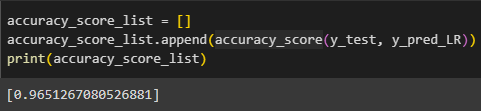 accuracy_score_list = []
accuracy_score_list.append(accuracy_score(y_test, y_pred_LR))
print(accuracy_score_list)
[0.9651267080526881]